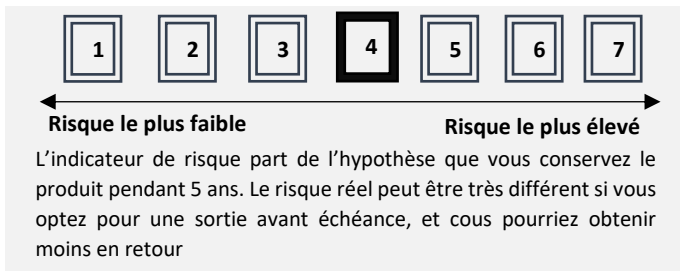 1 2 3 4 5 6 7
Risque le plus faible Risque le plus élevé
L’indicateur de risque part de l’hypothèse que vous conservez le
produit pendant 5 ans. Le risque réel peut être très différent si vous
optez pour une sortie avant échéance, et cous pourriez obtenir
moins en retour